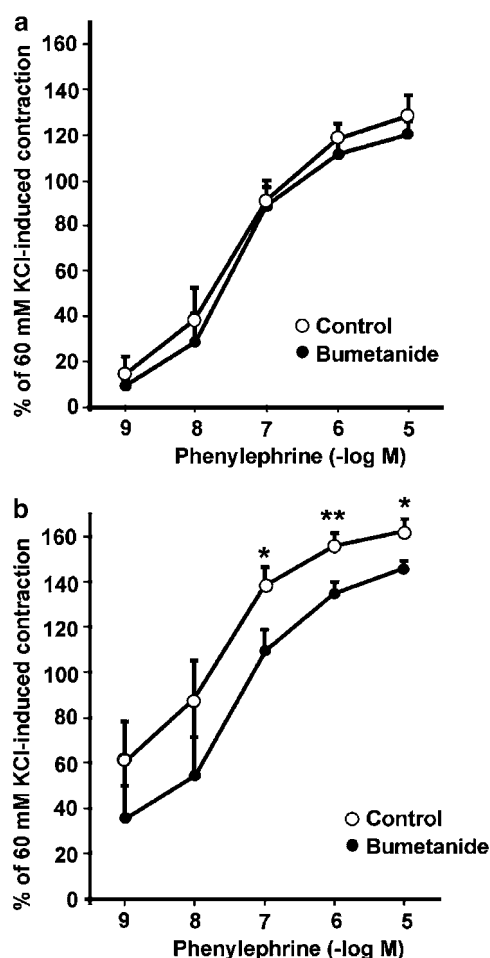 a
% of 60 mM KCl-induced contraction
160
140
120
100
80
60
40
20
0
Control
Bumetanide
9 8 7 6 5
Phenylephrine (-log M)
b
% of 60 mM KCl-induced contraction
160
140
120
100
80
60
40
20
0
* ** *
Control
Bumetanide
9 8 7 6 5
Phenylephrine (-log M)